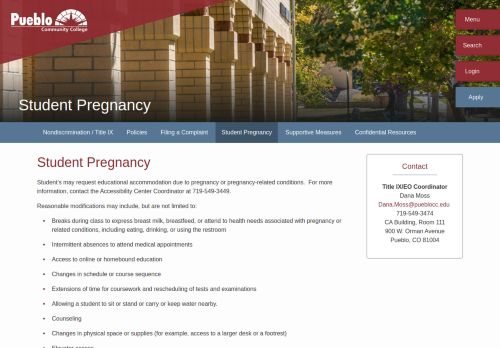 Pueblo
Community College
Menu
Search
Login
Apply
Student Pregnancy
Nondiscrimination / Title IX
Policies
Filing a Complaint
Student Pregnancy
Supportive Measures
Confidential Resources
Student Pregnancy
Student's may request educational accommodation due to pregnancy or pregnancy-related conditions. For more
information, contact the Accessibility Center Coordinator at 719-549-3449.
Reasonable modifications may include, but are not limited to:
Breaks during class to express breast milk, breastfeed, or attend to health needs associated with pregnancy or
related conditions, including eating, drinking, or using the restroom
Intermittent absences to attend medical appointments
Access to online or homebound education
Changes in schedule or course sequence
Extensions of time for coursework and rescheduling of tests and examinations
Allowing a student to sit or stand or carry or keep water nearby.
Counseling
Changes in physical space or supplies (for example, access to a larger desk or a footrest)
Elevator access
Contact
Title IX/EO Coordinator
Dana Moss
Dana.Moss@pueblocc.edu
719-549-3474
CA Building, Room 111
900 W. Orman Avenue
Pueblo, CO 81004